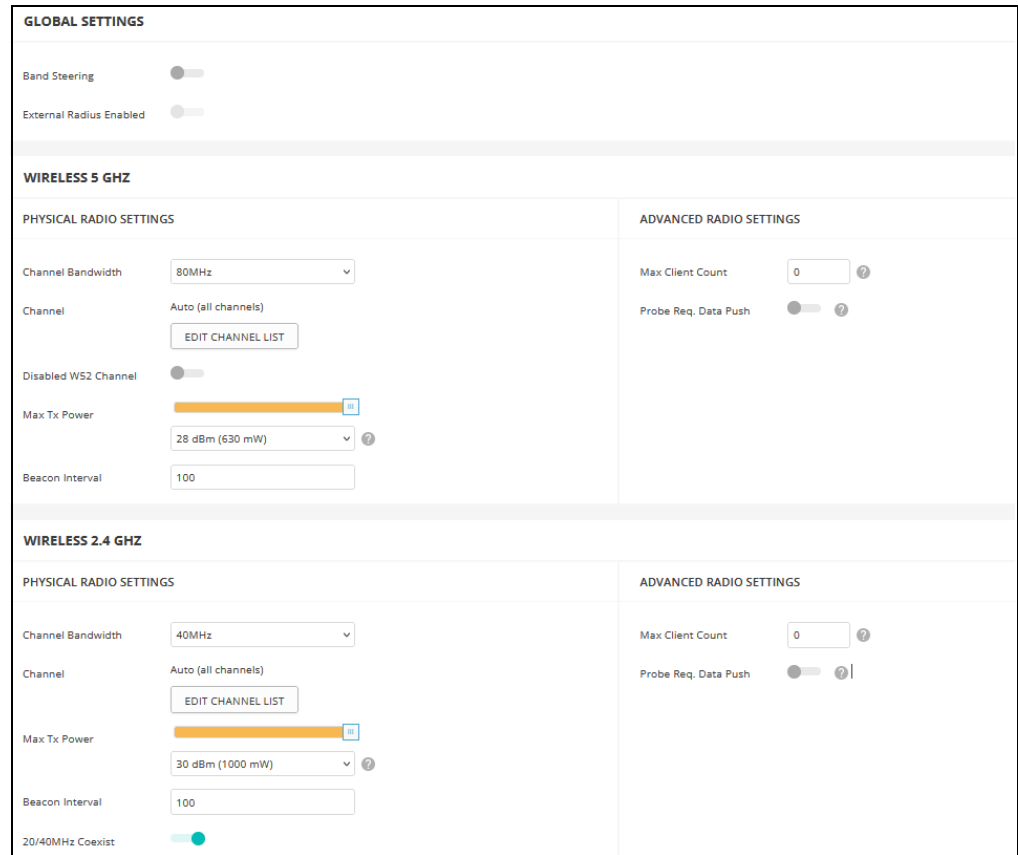 GLOBAL SETTINGS
Band Steering
External Radius Enabled
WIRELESS 5 GHZ
PHYSICAL RADIO SETTINGS
Channel Bandwidth
80MHz
Channel
Auto (all channels)
EDIT CHANNEL LIST
Disabled W52 Channel
Max Tx Power
28 dBm (630 mW)
?
Beacon Interval
100
ADVANCED RADIO SETTINGS
Max Client Count
0
?
Probe Req. Data Push
?
WIRELESS 2.4 GHZ
PHYSICAL RADIO SETTINGS
Channel Bandwidth
40MHz
Channel
Auto (all channels)
EDIT CHANNEL LIST
Max Tx Power
30 dBm (1000 mW)
?
Beacon Interval
100
20/40MHz Coexist
ADVANCED RADIO SETTINGS
Max Client Count
0
?
Probe Req. Data Push
?